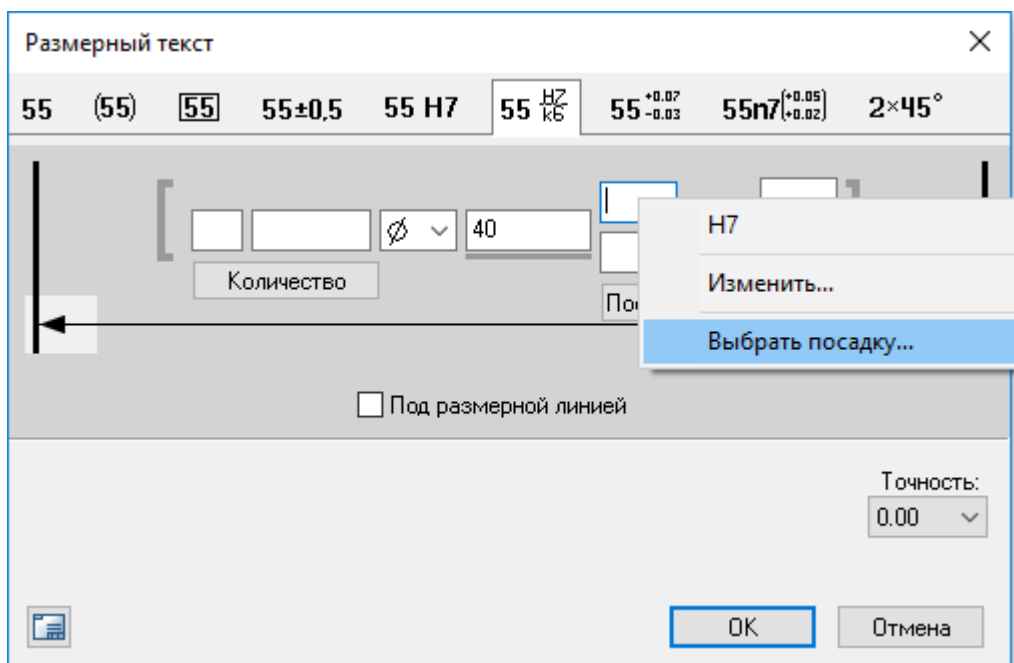 Размерный текст
55 (55) 55 55±0,5 55 H7 55 H7/k6 55 +0.07 -0.03 55n7(+0.05 +0.02) 2×45°
Ø 40
Количество
H7
Изменить...
Выбрать посадку...
Под размерной линией
Точность:
0.00
OK Отмена